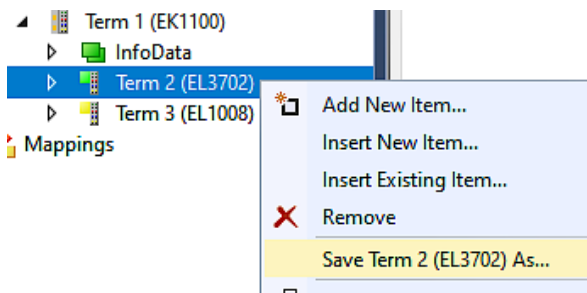 Term 1 (EK1100)
InfoData
Term 2 (EL3702)
Term 3 (EL1008)
Mappings
Add New Item...
Insert New Item...
Insert Existing Item...
Remove
Save Term 2 (EL3702) As...